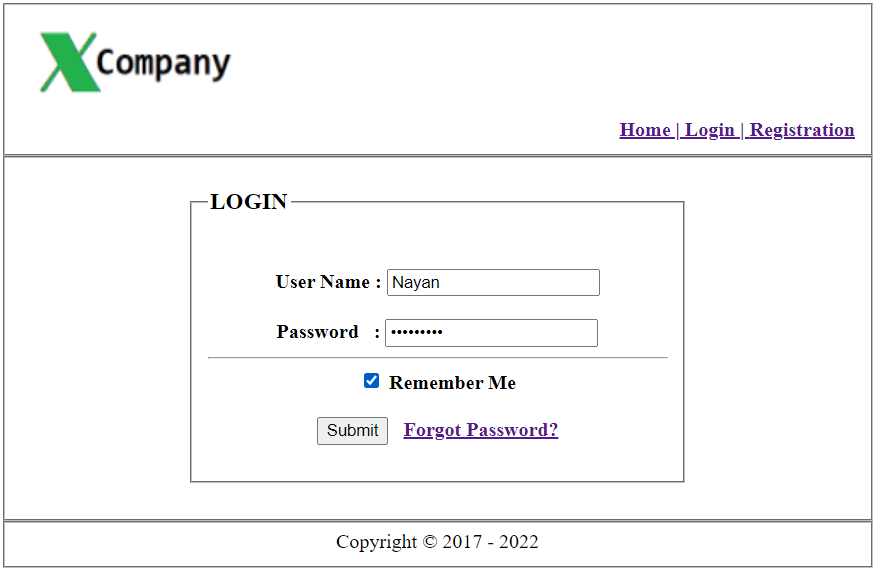 XCompany
Home | Login | Registration
LOGIN
User Name : Nayan
Password : •••••••••
Remember Me
Submit Forgot Password?
Copyright © 2017 - 2022